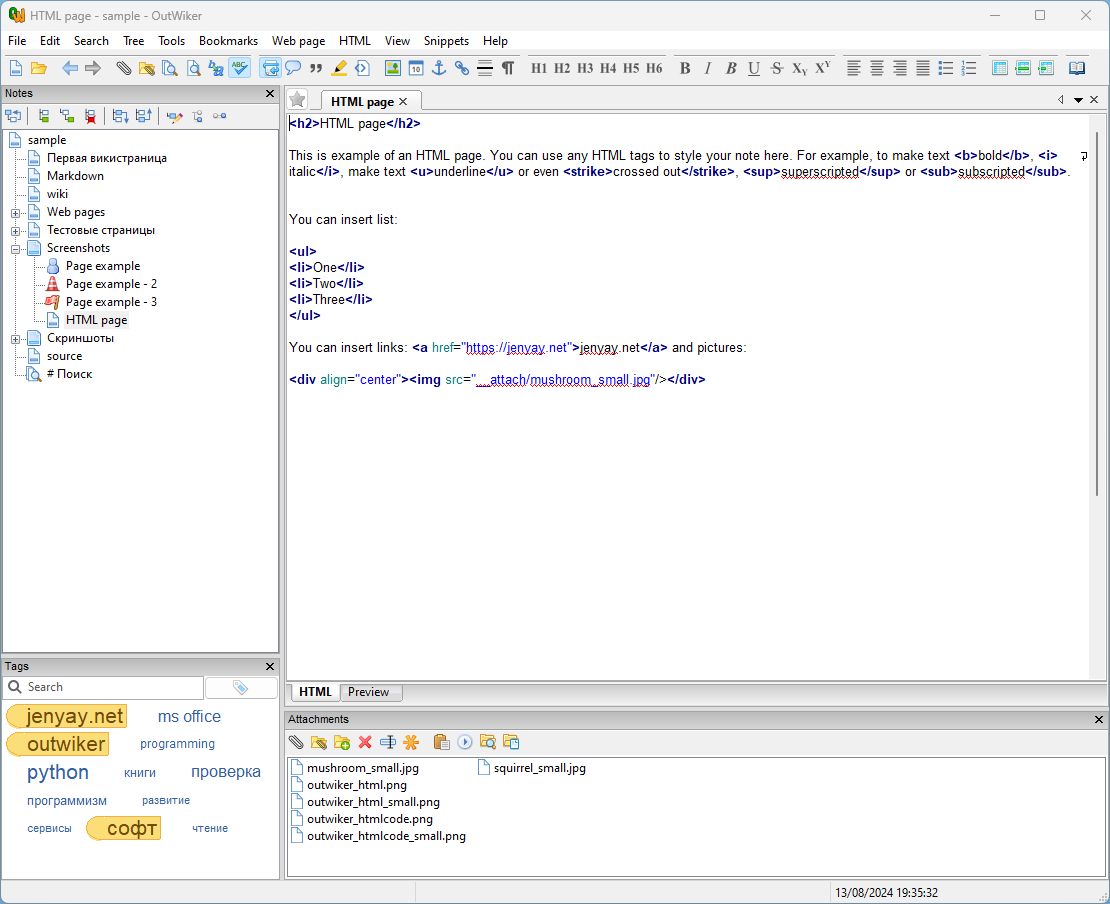 HTML page - sample - OutWiker
File Edit Search Tree Tools Bookmarks Web page HTML View Snippets Help
H1 H2 H3 H4 H5 H6 B I B U S XY XY
Notes
HTML page
sample
Первая викистраница
Markdown
wiki
Web pages
Тестовые страницы
Screenshots
Page example
Page example - 2
Page example - 3
HTML page
Скриншоты
source
# Поиск
<h2>HTML page</h2>
This is example of an HTML page. You can use any HTML tags to style your note here. For example, to make text <b>bold</b>, <i>
italic</i>, make text <u>underline</u> or even <strike>crossed out</strike>, <sup>superscripted</sup> or <sub>subscripted</sub>.
You can insert list:
<ul>
<li>One</li>
<li>Two</li>
<li>Three</li>
</ul>
You can insert links: <a href="https://jenyay.net">jenyay.net</a> and pictures:
<div align="center"><img src="__attach/mushroom_small.jpg"/></div>
HTML Preview
Tags
Search
jenyay.net ms office
outwiker programming
python книги проверка
программизм развитие
сервисы софт чтение
Attachments
mushroom_small.jpg squirrel_small.jpg
outwiker_html.png
outwiker_html_small.png
outwiker_htmlcode.png
outwiker_htmlcode_small.png
13/08/2024 19:35:32